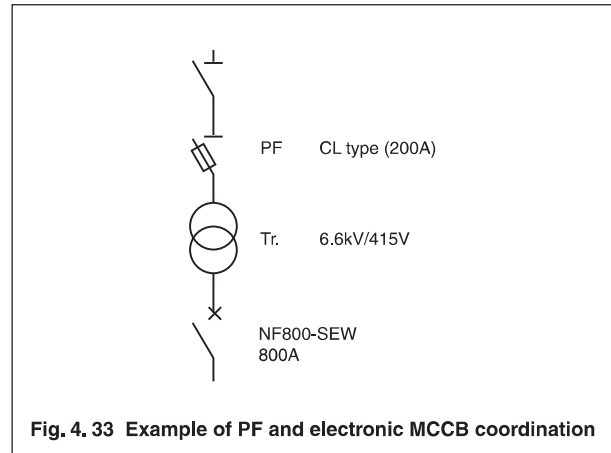 PF CL type (200A)
Tr. 6.6kV/415V
NF800-SEW
800A
Fig. 4. 33 Example of PF and electronic MCCB coordination